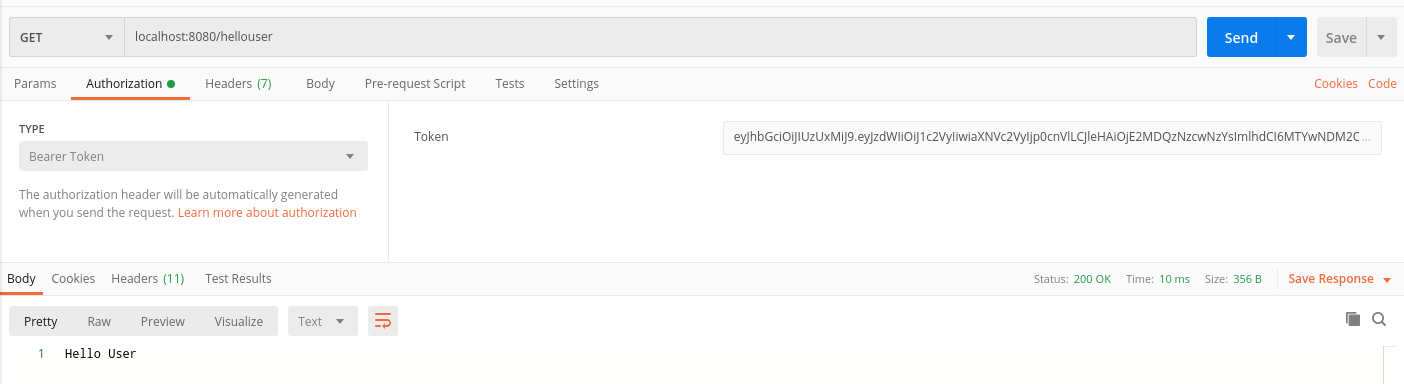 GET localhost:8080/hellouser Send Save
Params Authorization Headers (7) Body Pre-request Script Tests Settings Cookies Code
TYPE
Bearer Token
The authorization header will be automatically generated
when you send the request. Learn more about authorization
Token eyJhbGciOiJIUzUxMiJ9.eyJzdWIiOiJ1c2VyIiwiaXNVc2VyIjp0cnVlLCJleHAiOjE2MDQzNzcwNzYsImlhdCI6MTYwNDM2C ...
Body Cookies Headers (11) Test Results Status: 200 OK Time: 10 ms Size: 356 B Save Response
Pretty Raw Preview Visualize Text
1 Hello User